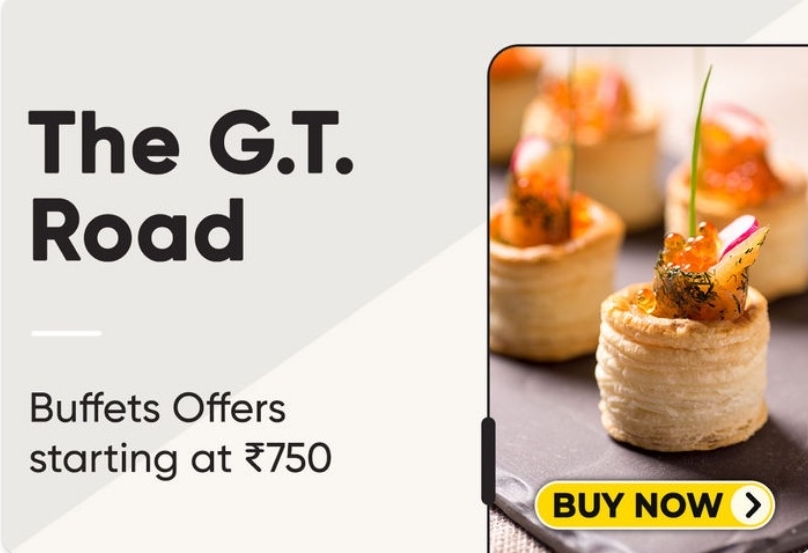 The G.T.
Road
Buffets Offers
starting at ₹750
BUY NOW